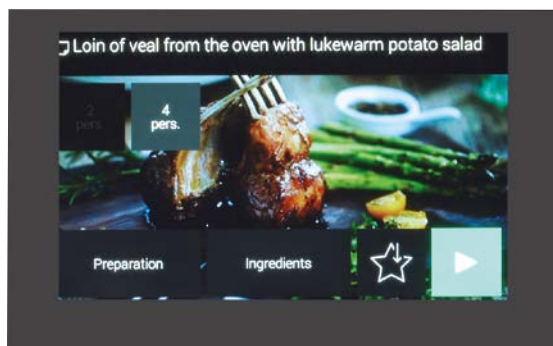 Loin of veal from the oven with lukewarm potato salad
2
pers.
4
pers.
Preparation
Ingredients